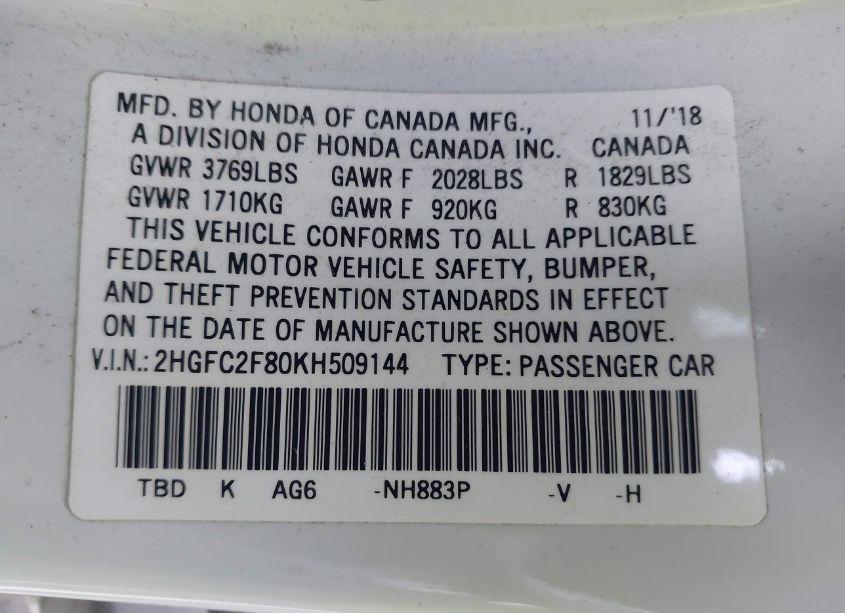 MFD. BY HONDA OF CANADA MFG., 11/'18
A DIVISION OF HONDA CANADA INC. CANADA
GVWR 3769LBS GAWR F 2028LBS R 1829LBS
GVWR 1710KG GAWR F 920KG R 830KG
THIS VEHICLE CONFORMS TO ALL APPLICABLE
FEDERAL MOTOR VEHICLE SAFETY, BUMPER,
AND THEFT PREVENTION STANDARDS IN EFFECT
ON THE DATE OF MANUFACTURE SHOWN ABOVE.
V.I.N.: 2HGFC2F80KH509144 TYPE: PASSENGER CAR
TBD K AG6 -NH883P -V -H